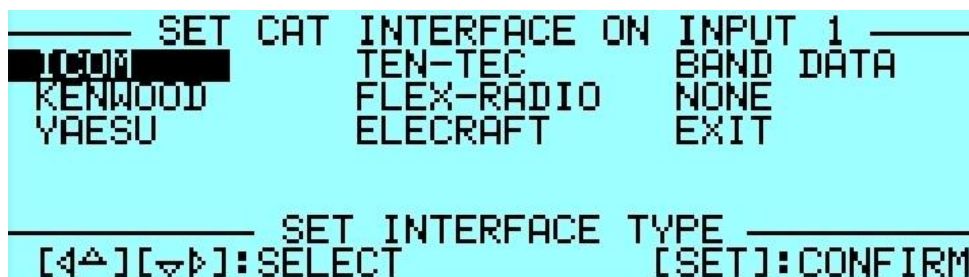 SET CAT INTERFACE ON INPUT 1
ICOM TEN-TEC BAND DATA
KENWOOD FLEX-RADIO NONE
YAESU ELECRAFT EXIT
SET INTERFACE TYPE
[◁△][▽▷]:SELECT [SET]:CONFIRM